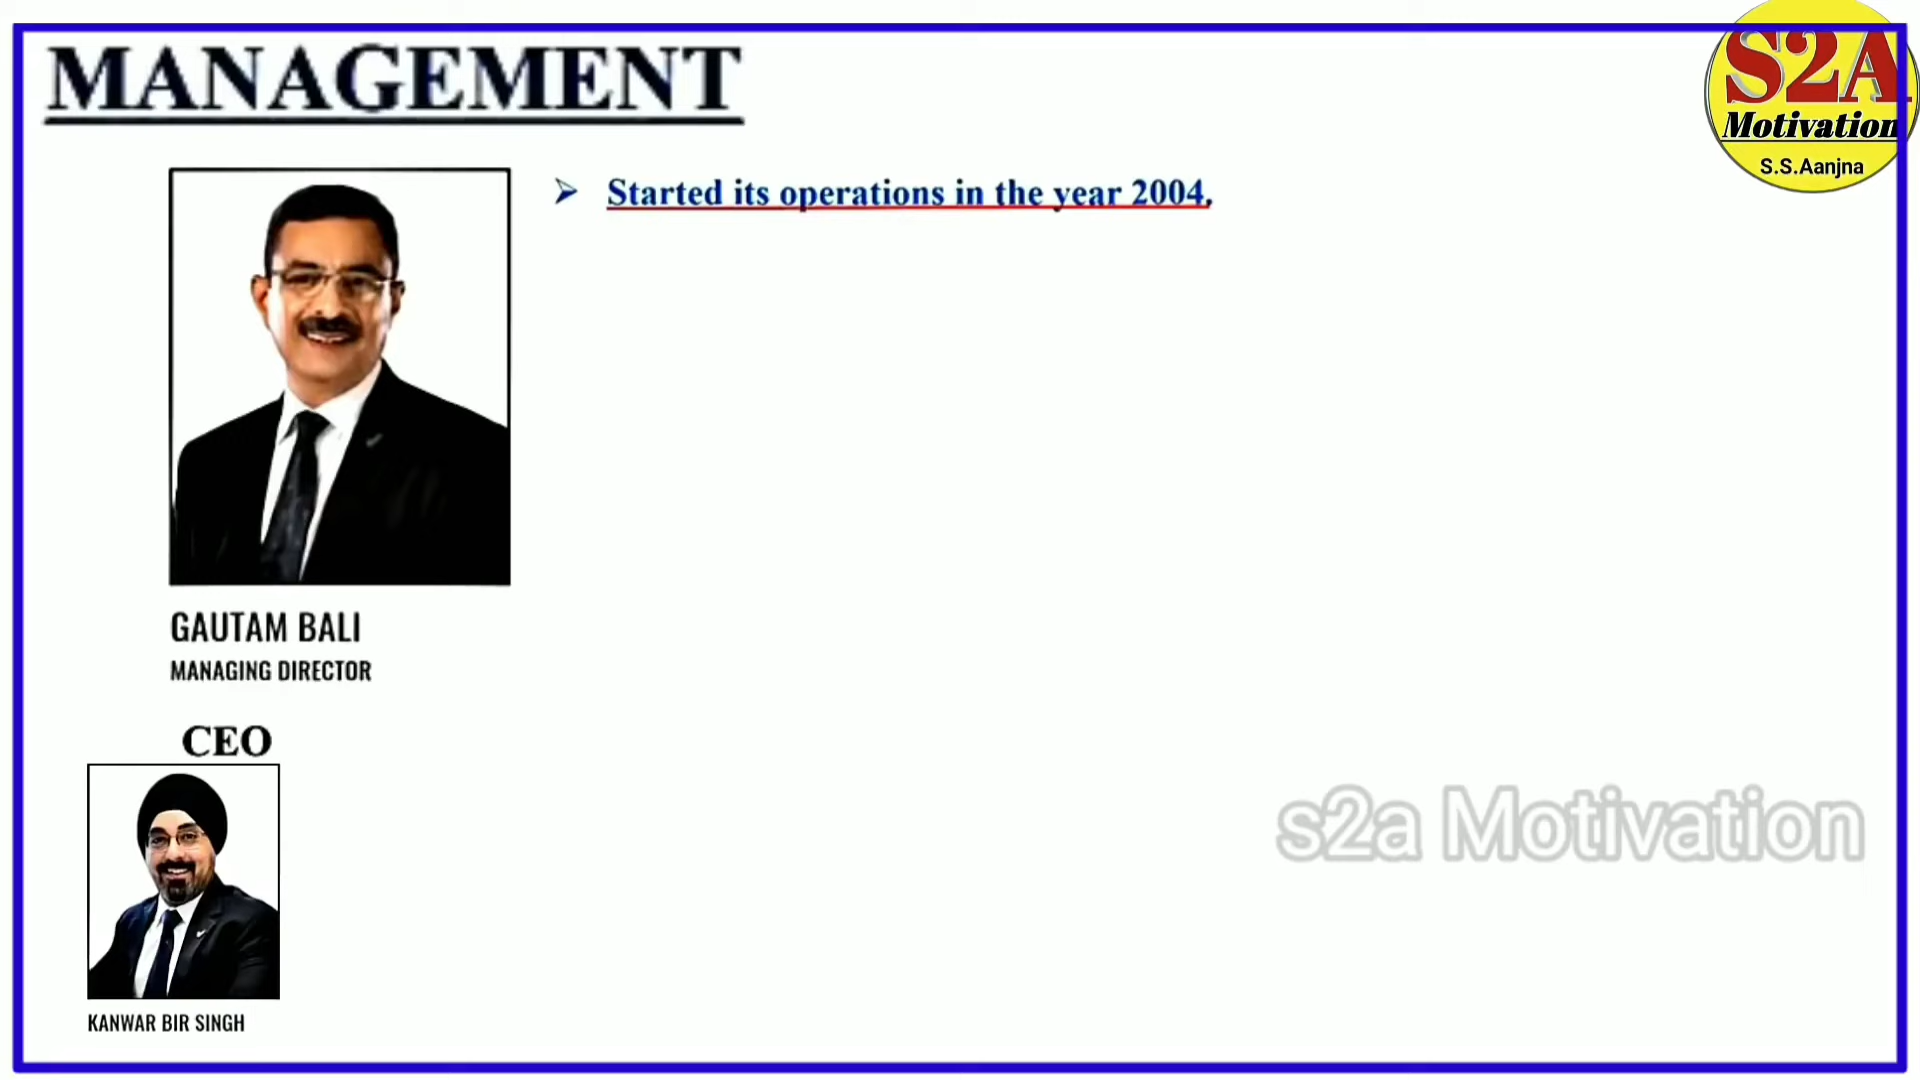 MANAGEMENT
S2A
Motivation
S.S.Aanjna
➢ Started its operations in the year 2004.
GAUTAM BALI
MANAGING DIRECTOR
CEO
KANWAR BIR SINGH
s2a Motivation